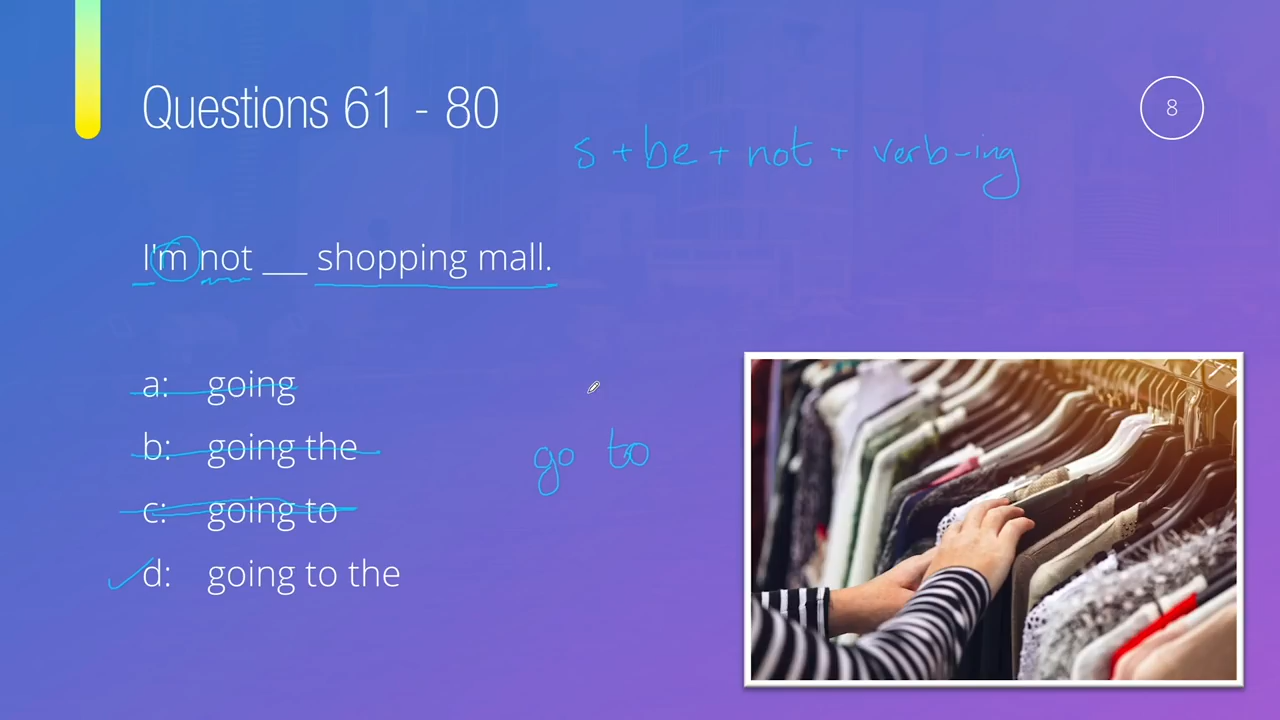 Questions 61 - 80
8
s + be + not + verb-ing
I'm not ___ shopping mall.
a: going
b: going the
go to
c: going to
d: going to the